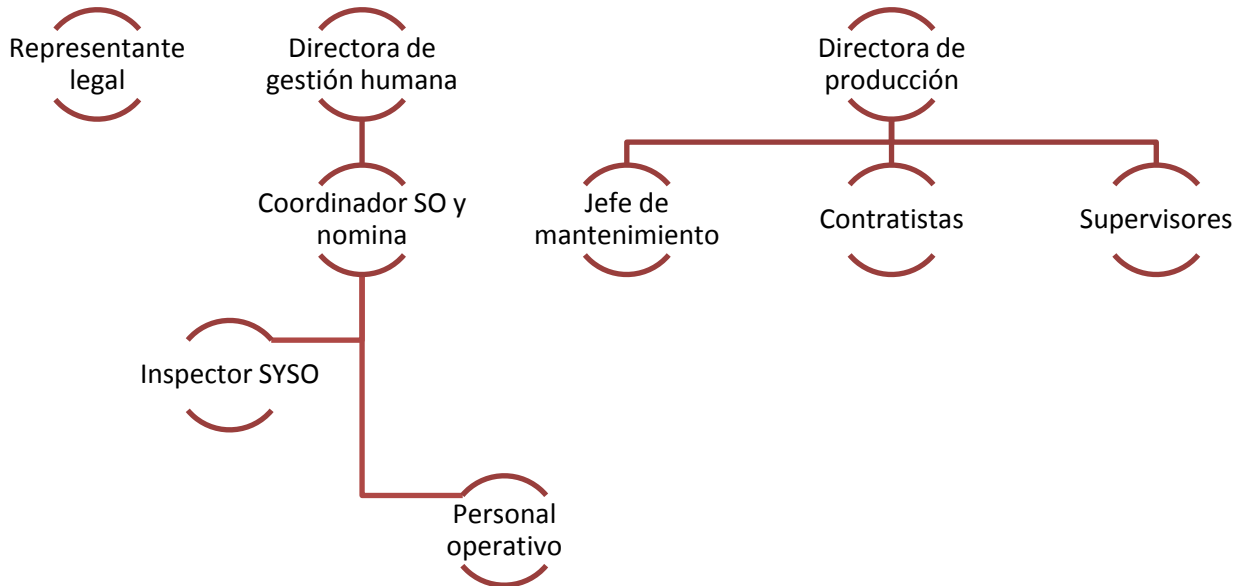 Representante
legal
Directora de
gestión humana
Directora de
producción
Coordinador SO y
nomina
Jefe de
mantenimiento
Contratistas
Supervisores
Inspector SYSO
Personal
operativo